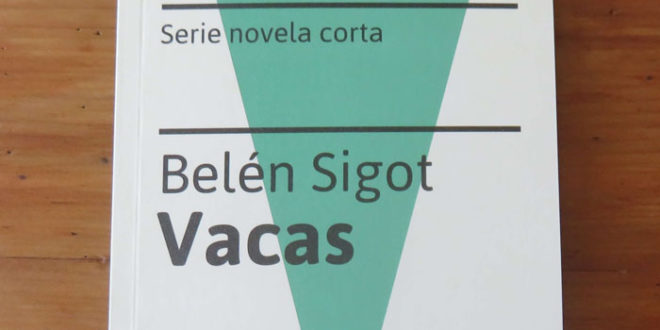 Serie novela corta
Belén Sigot
Vacas